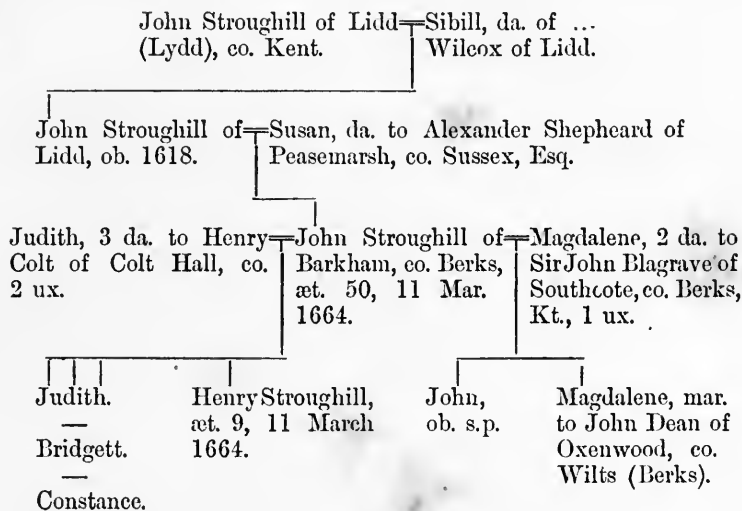 John Stroughill of Lidd
(Lydd), co. Kent.
Sibill, da. of ...
Wilcox of Lidd.
John Stroughill of
Lidd, ob. 1618.
Susan, da. to Alexander Shepheard of
Peasemarsh, co. Sussex, Esq.
Judith, 3 da. to Henry
Colt of Colt Hall, co.
2 ux.
John Stroughill of
Barkham, co. Berks,
æt. 50, 11 Mar.
1664.
Magdalene, 2 da. to
Sir John Blagrave of
Southcote, co. Berks,
Kt., 1 ux.
Judith.
—
Bridgett.
—
Constance.
Henry Stroughill,
æt. 9, 11 March
1664.
John,
ob. s.p.
Magdalene, mar.
to John Dean of
Oxenwood, co.
Wilts (Berks).